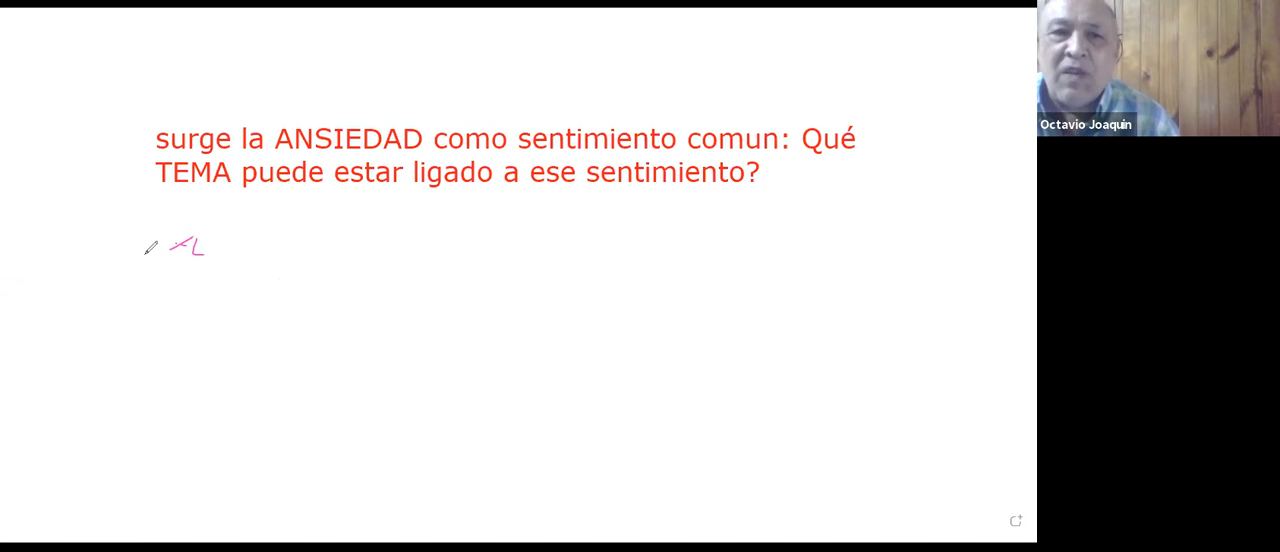 surge la ANSIEDAD como sentimiento comun: Qué
TEMA puede estar ligado a ese sentimiento?
Octavio Joaquin